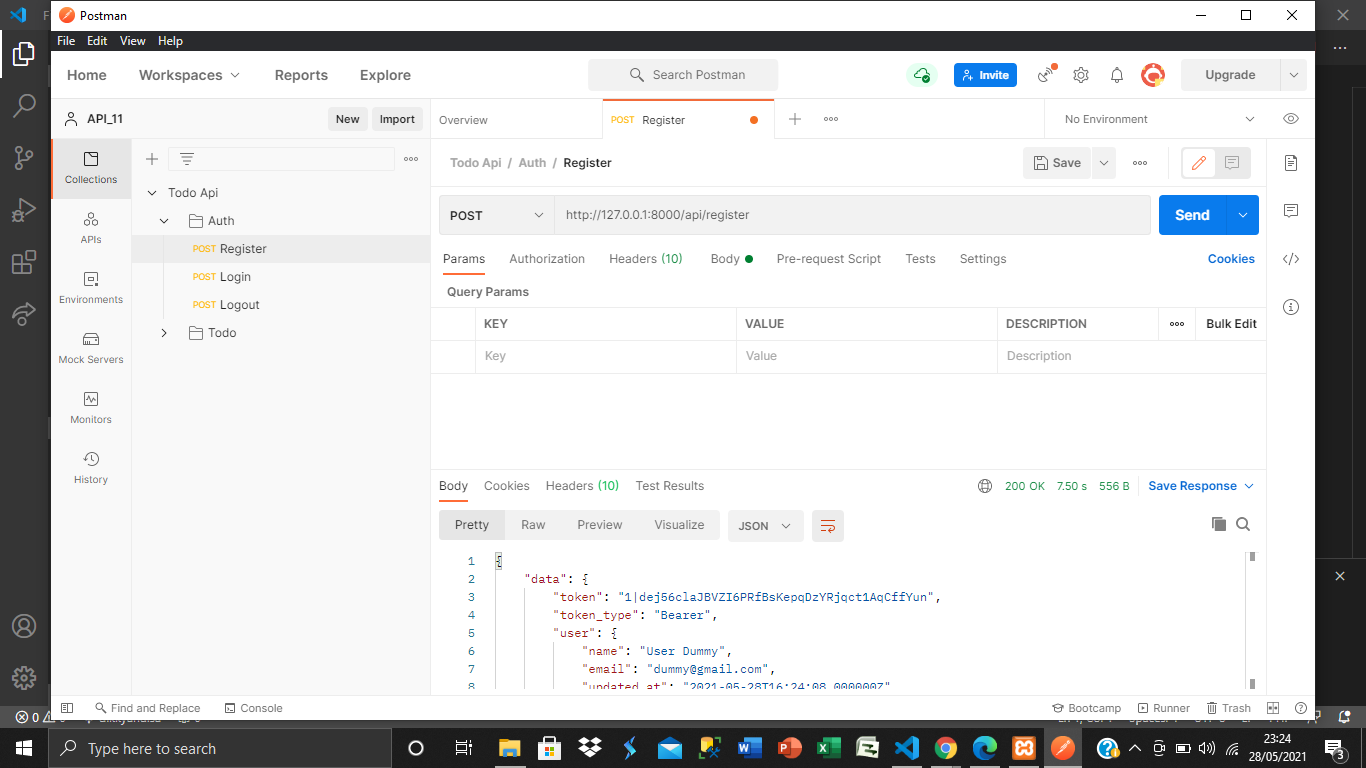 Postman
File Edit View Help
Home Workspaces Reports Explore Search Postman Invite Upgrade
API_11 New Import Overview POST Register No Environment
Collections
Todo Api / Auth / Register Save
Todo Api
Auth
POST http://127.0.0.1:8000/api/register Send
APIs
POST Register
Params Authorization Headers (10) Body Pre-request Script Tests Settings Cookies
POST Login
Environments
Query Params
POST Logout
KEY VALUE DESCRIPTION Bulk Edit
Todo
Mock Servers
Key Value Description
Monitors
History
Body Cookies Headers (10) Test Results 200 OK 7.50 s 556 B Save Response
Pretty Raw Preview Visualize JSON
1 {
2 "data": {
3 "token": "1|dej56claJBVZI6PRfBsKepqDzYRjqct1AqCffYun",
4 "token_type": "Bearer",
5 "user": {
6 "name": "User Dummy",
7 "email": "dummy@gmail.com",
8 "updated_at": "2021-05-28T16:24:08.000000Z"
Find and Replace Console Bootcamp Runner Trash
0
Type here to search 23:24
28/05/2021
3